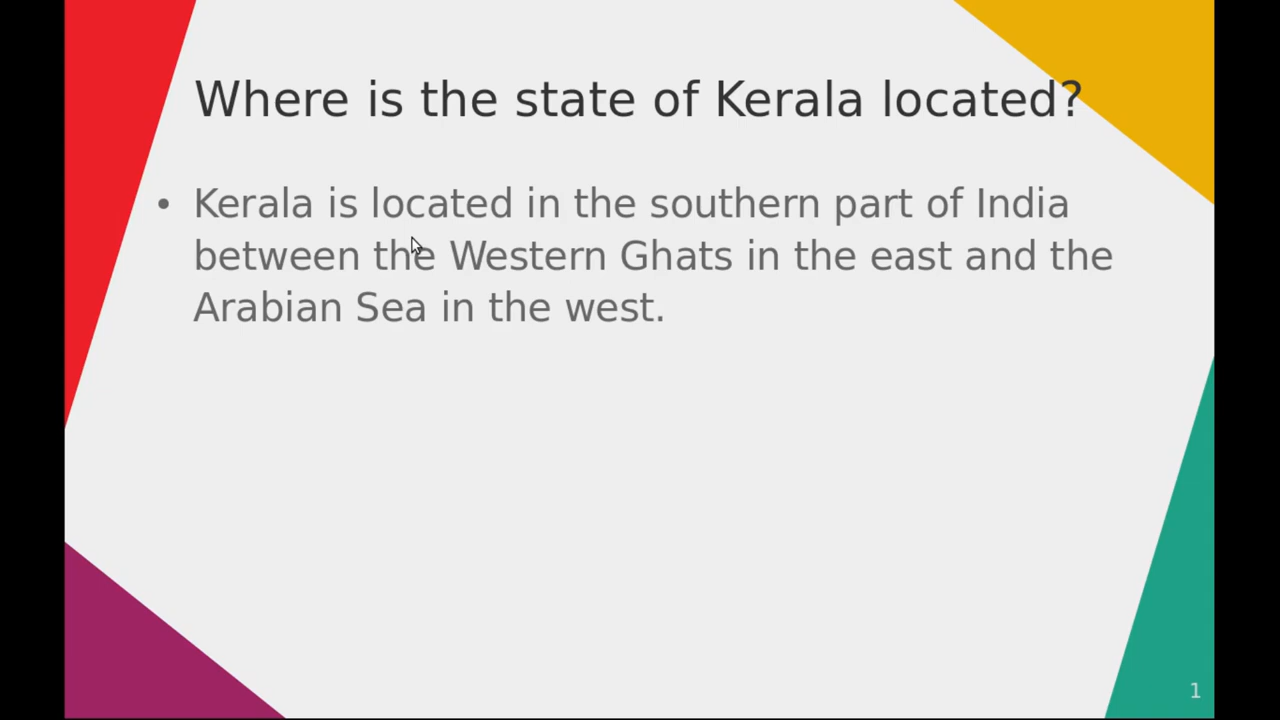 Where is the state of Kerala located?
• Kerala is located in the southern part of India
between the Western Ghats in the east and the
Arabian Sea in the west.
1